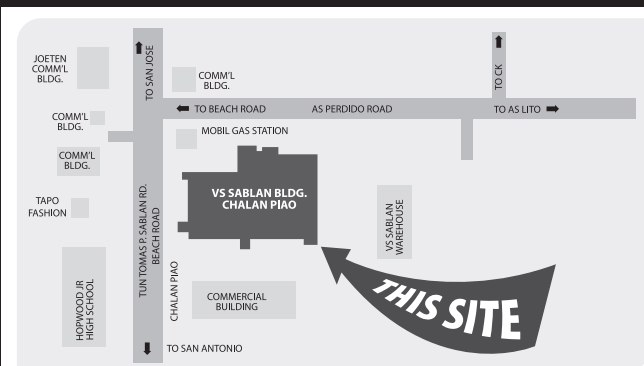 JOETEN
COMM'L
BLDG.
TO SAN JOSE
COMM'L
BLDG.
TO CK
TO BEACH ROAD
AS PERDIDO ROAD
TO AS LITO
COMM'L
BLDG.
MOBIL GAS STATION
COMM'L
BLDG.
TAPO
FASHION
VS SABLAN BLDG.
CHALAN PIAO
TUN TOMAS P. SABLAN RD.
BEACH ROAD
VS SABLAN
WAREHOUSE
HOPWOOD JR
HIGH SCHOOL
CHALAN PIAO
COMMERCIAL
BUILDING
THIS SITE
TO SAN ANTONIO